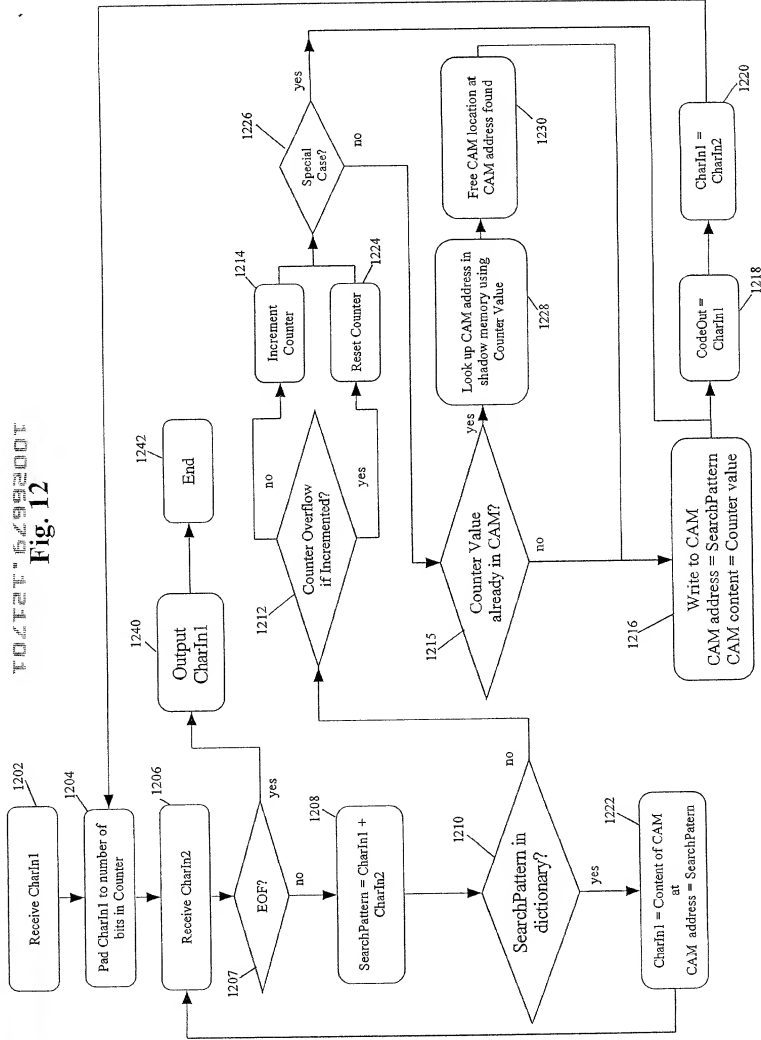 Fig. 12
1202
Receive CharIn1
1204
Pad CharIn1 to number of
bits in Counter
1206
Receive CharIn2
1207
EOF?
yes
no
1240
Output
CharIn1
1242
End
1208
SearchPattern = CharIn1 +
CharIn2
1210
SearchPattern in
dictionary?
no
yes
1222
CharIn1 = Content of CAM
at
CAM address = SearchPatern
1212
Counter Overflow
if Incremented?
no
yes
1214
Increment
Counter
1224
Reset Counter
1226
Special
Case?
yes
no
1215
Counter Value
already in CAM?
yes
no
1228
Look up CAM address in
shadow memory using
Counter Value
1230
Free CAM location at
CAM address found
1216
Write to CAM
CAM address = SearchPattern
CAM content = Counter value
1218
CodeOut =
CharIn1
1220
CharIn1 =
CharIn2